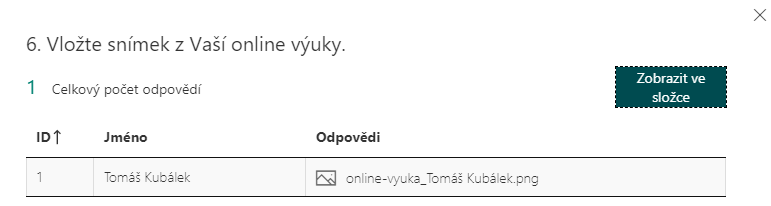 6. Vložte snímek z Vaší online výuky.
1 Celkový počet odpovědí
Zobrazit ve
složce
ID↑ Jméno Odpovědi
1 Tomáš Kubálek online-vyuka_Tomáš Kubálek.png